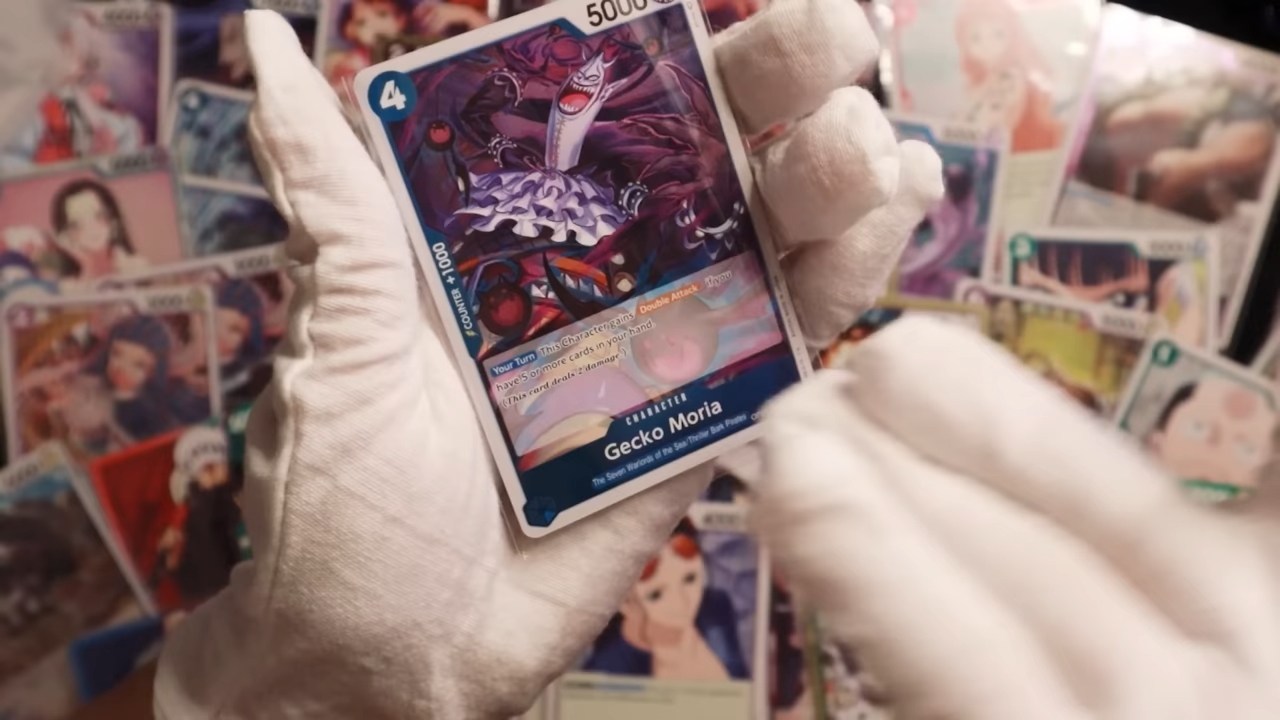 5000
4
COUNTER +1000
Your Turn This Character gains Double Attack if you
have 5 or more cards in your hand.
(This card deals 2 damage.)
CHARACTER
Gecko Moria
The Seven Warlords of the Sea/Thriller Bark Pirates